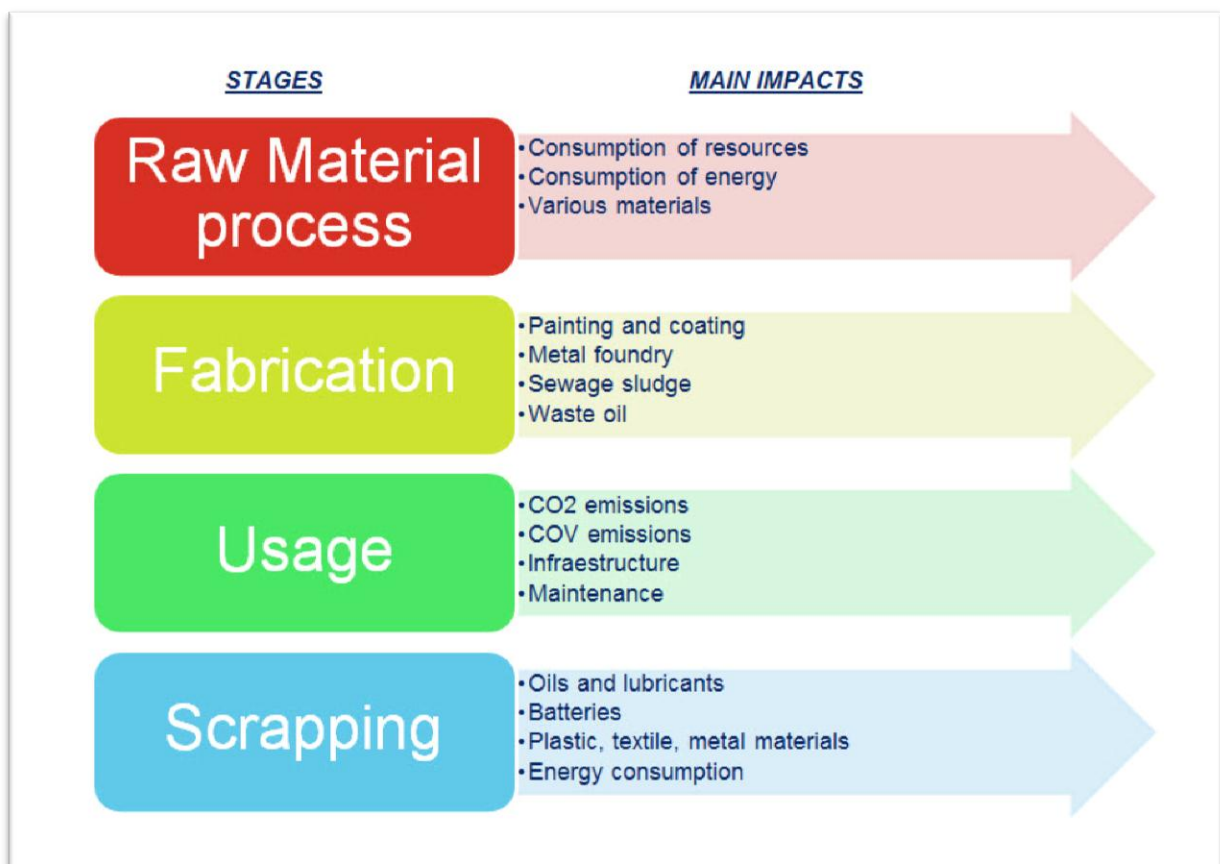 STAGES
MAIN IMPACTS
Raw Material
process
•Consumption of resources
•Consumption of energy
•Various materials
Fabrication
•Painting and coating
•Metal foundry
•Sewage sludge
•Waste oil
Usage
•CO2 emissions
•COV emissions
•Infraestructure
•Maintenance
Scrapping
•Oils and lubricants
•Batteries
•Plastic, textile, metal materials
•Energy consumption